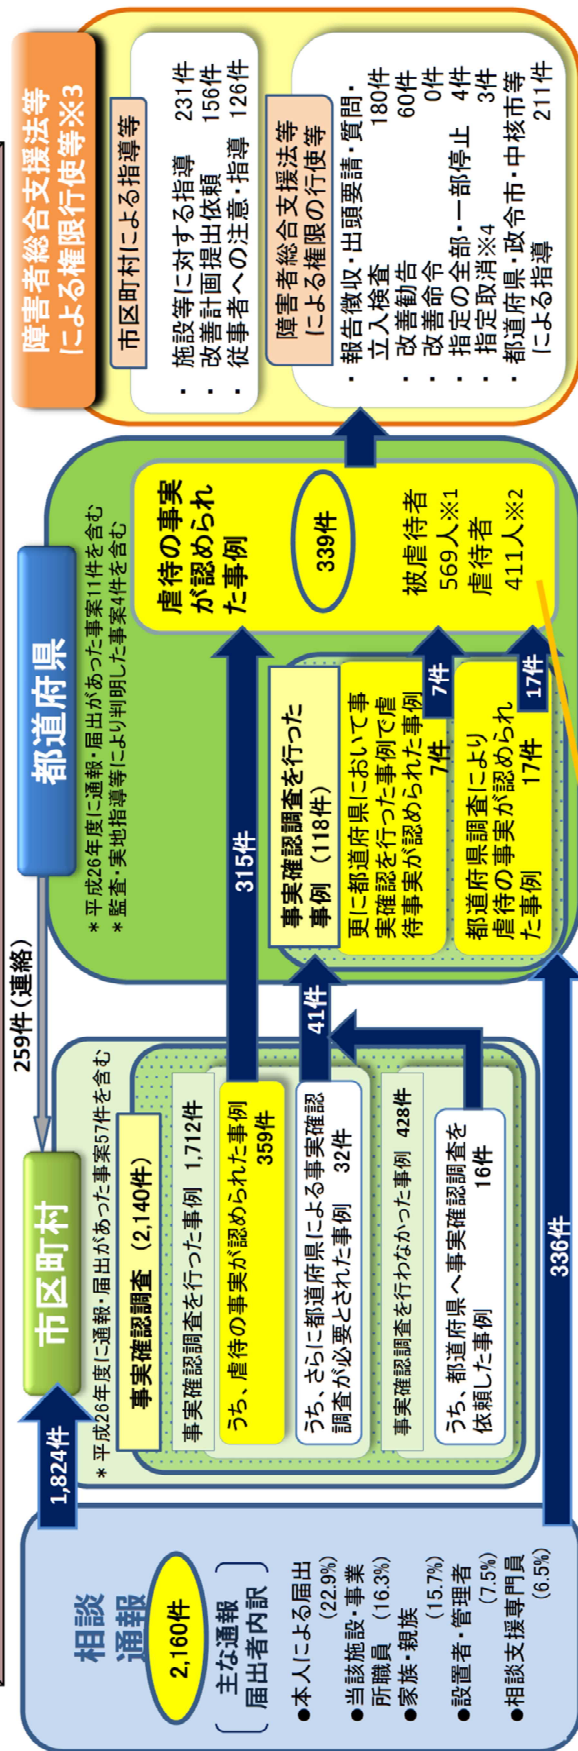 相談
通報
2,160件
主な通報
届出者内訳
●本人による届出
(22.9%)
●当該施設・事業
所職員 (16.3%)
●家族・親族
(15.7%)
●設置者・管理者
(7.5%)
●相談支援専門員
(6.5%)
1,824件
336件
市区町村
259件(連絡)
*平成26年度に通報・届出があった事案57件を含む
事実確認調査 (2,140件)
事実確認調査を行った事例 1,712件
うち、虐待の事実が認められた事例
359件
うち、さらに都道府県による事実確認
調査が必要とされた事例 32件
事実確認調査を行わなかった事例 428件
うち、都道府県へ事実確認調査を
依頼した事例 16件
315件
41件
都道府県
*平成26年度に通報・届出があった事案11件を含む
*監査・実地指導等により判明した事案4件を含む
事実確認調査を行った
事例 (118件)
更に都道府県において事
実確認を行った事例で虐
待事実が認められた事例
7件
都道府県調査により
虐待の事実が認められ
た事例 17件
7件
17件
虐待の事実
が認められ
た事例
339件
被虐待者
569人※1
虐待者
411人※2
障害者総合支援法等
による権限行使等※3
市区町村による指導等
・ 施設等に対する指導 231件
・ 改善計画提出依頼 156件
・ 従事者への注意・指導 126件
障害者総合支援法等
による権限の行使等
・ 報告徴収・出頭要請・質問・
立入検査 180件
・ 改善勧告 60件
・ 改善命令 0件
・ 指定の全部・一部停止 4件
・ 指定取消※4 3件
・ 都道府県・政令市・中核市等
による指導 211件